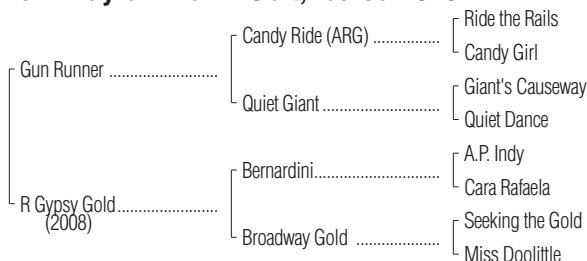 Ride the Rails
Candy Ride (ARG) ................
Candy Girl
Gun Runner ..........................
Giant's Causeway
Quiet Giant............................
Quiet Dance
A.P. Indy
Bernardini..............................
Cara Rafaela
R Gypsy Gold........................
(2008)
Seeking the Gold
Broadway Gold ....................
Miss Doolittle